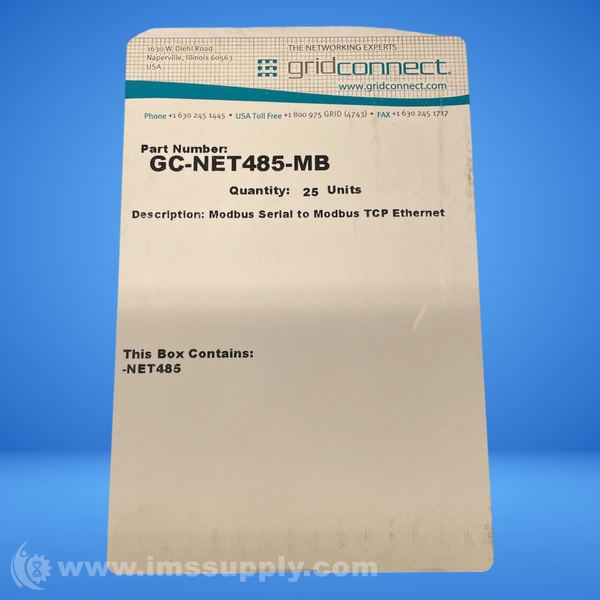 1630 W. Diehl Road
Naperville, Illinois 60563
USA
THE NETWORKING EXPERTS
gridconnect®
www.gridconnect.com
Phone +1 630 245 1445 • USA Toll Free +1 800 975 GRID (4743) • FAX +1 630 245 1717
Part Number:
GC-NET485-MB
Quantity: 25 Units
Description: Modbus Serial to Modbus TCP Ethernet
This Box Contains:
-NET485
www.imssupply.com